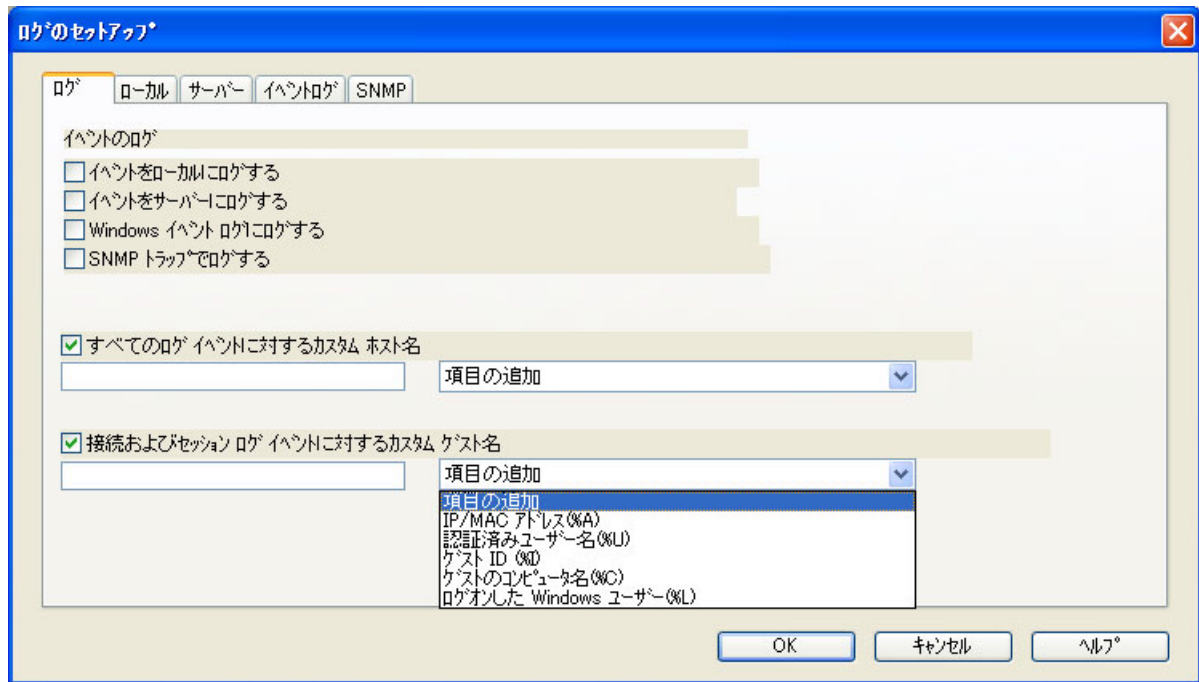 ログのセットアップ
ログ ローカル サーバー イベントログ SNMP
イベントのログ
イベントをローカルにログする
イベントをサーバーにログする
Windows イベント ログにログする
SNMP トラップでログする
すべてのログ イベントに対するカスタム ホスト名
項目の追加
接続およびセッション ログ イベントに対するカスタム ゲスト名
項目の追加
項目の追加
IP/MAC アドレス(%A)
認証済みユーザー名(%U)
ゲスト ID (%I)
ゲストのコンピュータ名(%C)
ログオンした Windows ユーザー(%L)
OK キャンセル ヘルプ